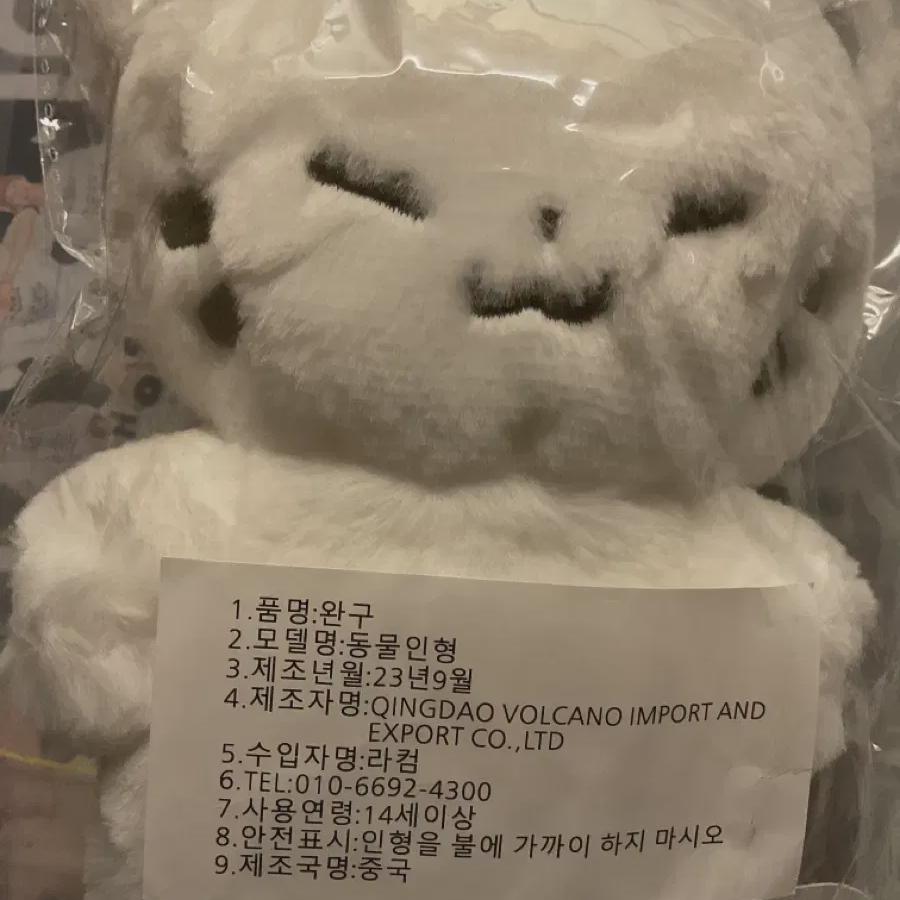 1.품명:완구
2.모델명:동물인형
3.제조년월:23년9월
4.제조자명:QINGDAO VOLCANO IMPORT AND
EXPORT CO.,LTD
5.수입자명:라컴
6.TEL:010-6692-4300
7.사용연령:14세이상
8.안전표시:인형을 불에 가까이 하지 마시오
9.제조국명:중국